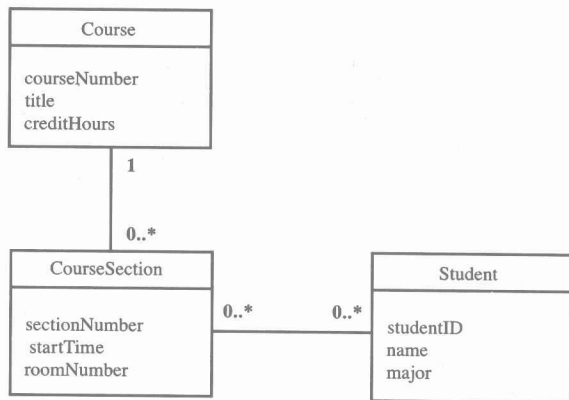 Course
courseNumber
title
creditHours
1
0..*
CourseSection
sectionNumber
startTime
roomNumber
0..*
0..*
Student
studentID
name
major